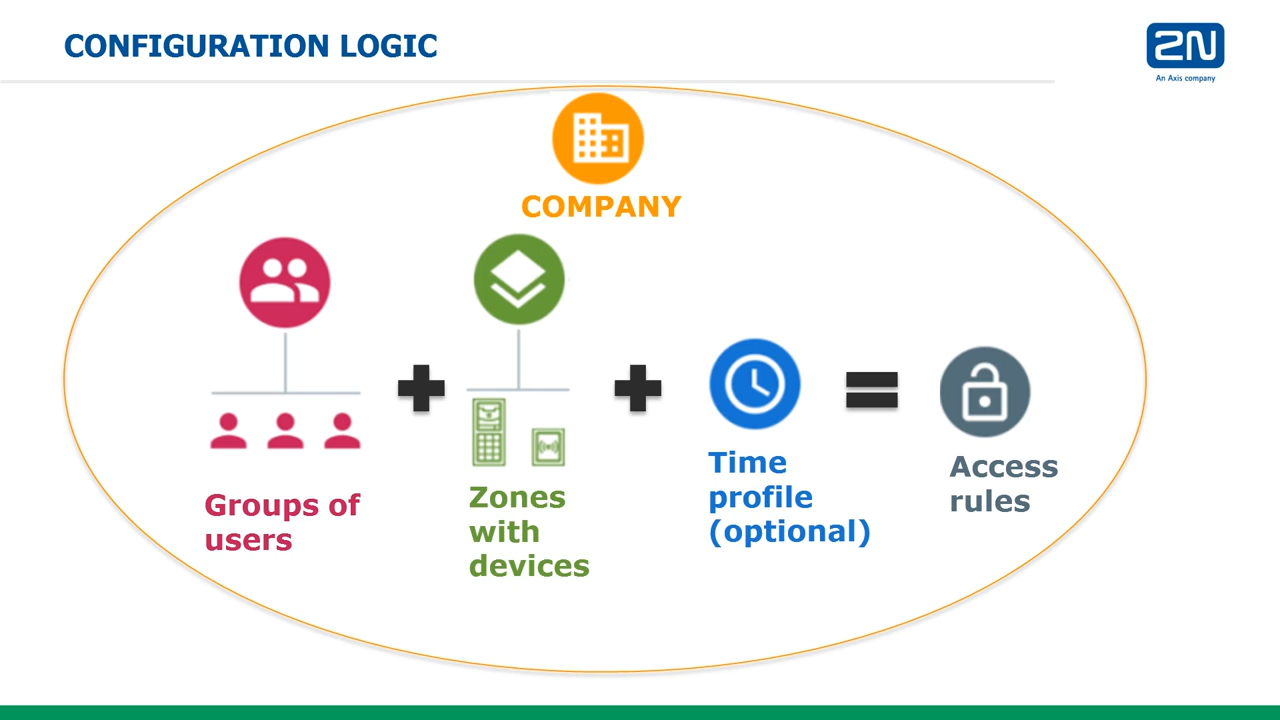 CONFIGURATION LOGIC
2N
An Axis company
COMPANY
Groups of
users
Zones
with
devices
Time
profile
(optional)
Access
rules